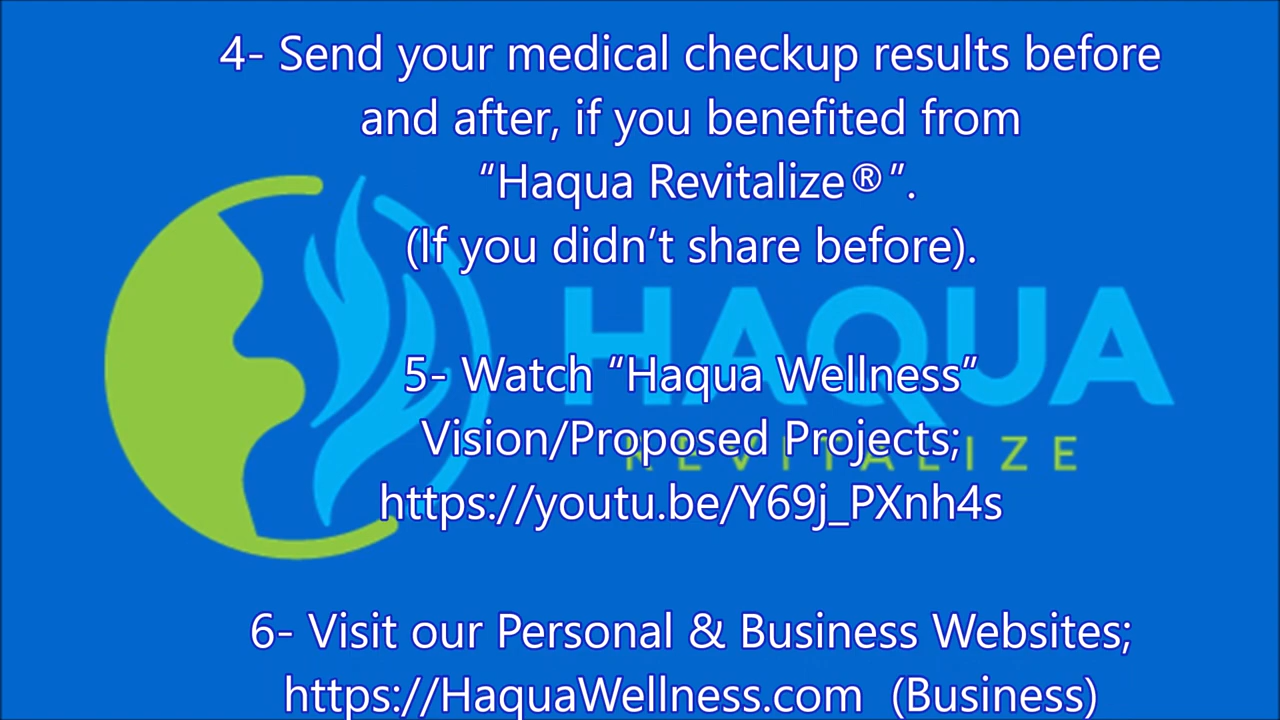 4- Send your medical checkup results before
and after, if you benefited from
“Haqua Revitalize®”.
(If you didn’t share before).
HAQUA
REVITALIZE
5- Watch “Haqua Wellness”
Vision/Proposed Projects;
https://youtu.be/Y69j_PXnh4s
6- Visit our Personal & Business Websites;
https://HaquaWellness.com (Business)